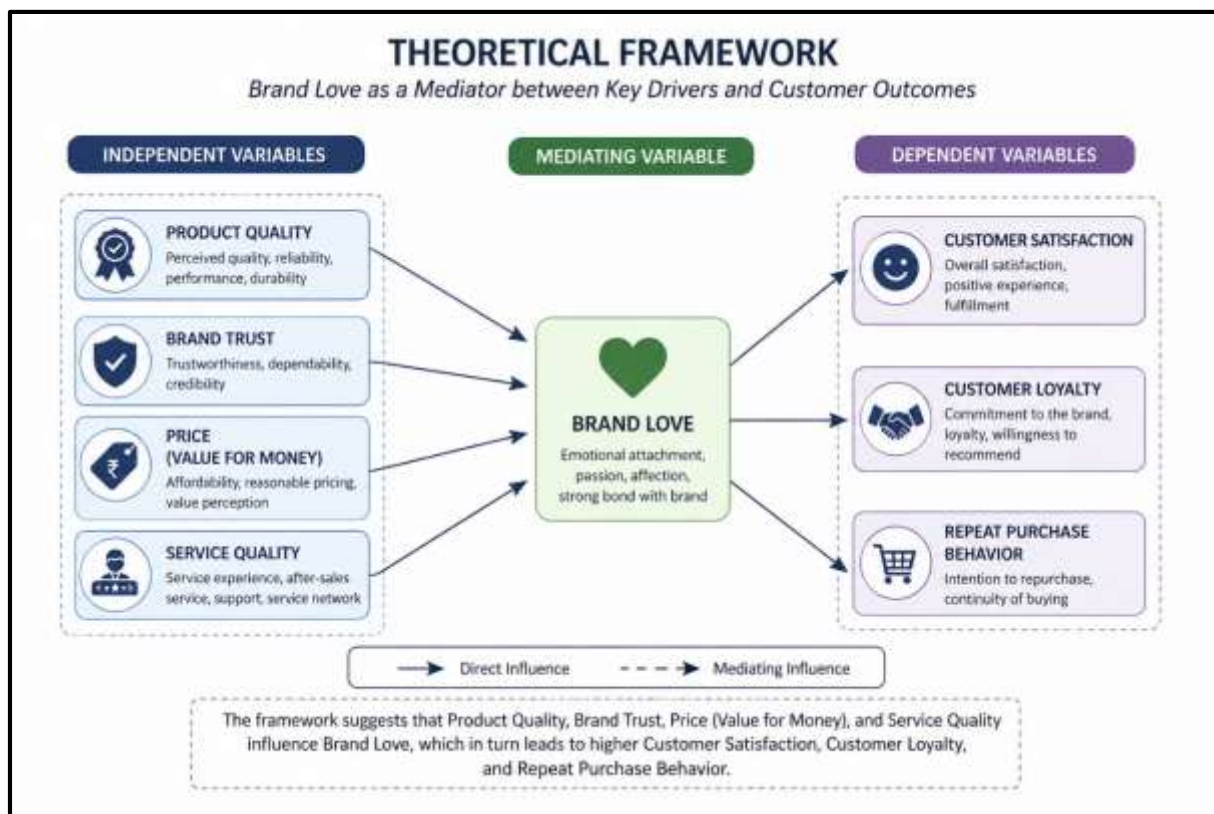 THEORETICAL FRAMEWORK
Brand Love as a Mediator between Key Drivers and Customer Outcomes
INDEPENDENT VARIABLES
PRODUCT QUALITY
Perceived quality, reliability,
performance, durability
BRAND TRUST
Trustworthiness, dependability,
credibility
PRICE
(VALUE FOR MONEY)
₹
Affordability, reasonable pricing,
value perception
SERVICE QUALITY
Service experience, after-sales
service, support, service network
MEDIATING VARIABLE
BRAND LOVE
Emotional attachment,
passion, affection,
strong bond with brand
DEPENDENT VARIABLES
CUSTOMER SATISFACTION
Overall satisfaction,
positive experience,
fulfillment
CUSTOMER LOYALTY
Commitment to the brand,
loyalty, willingness to
recommend
REPEAT PURCHASE
BEHAVIOR
Intention to repurchase,
continuity of buying
Direct Influence
Mediating Influence
The framework suggests that Product Quality, Brand Trust, Price (Value for Money), and Service Quality
influence Brand Love, which in turn leads to higher Customer Satisfaction, Customer Loyalty,
and Repeat Purchase Behavior.